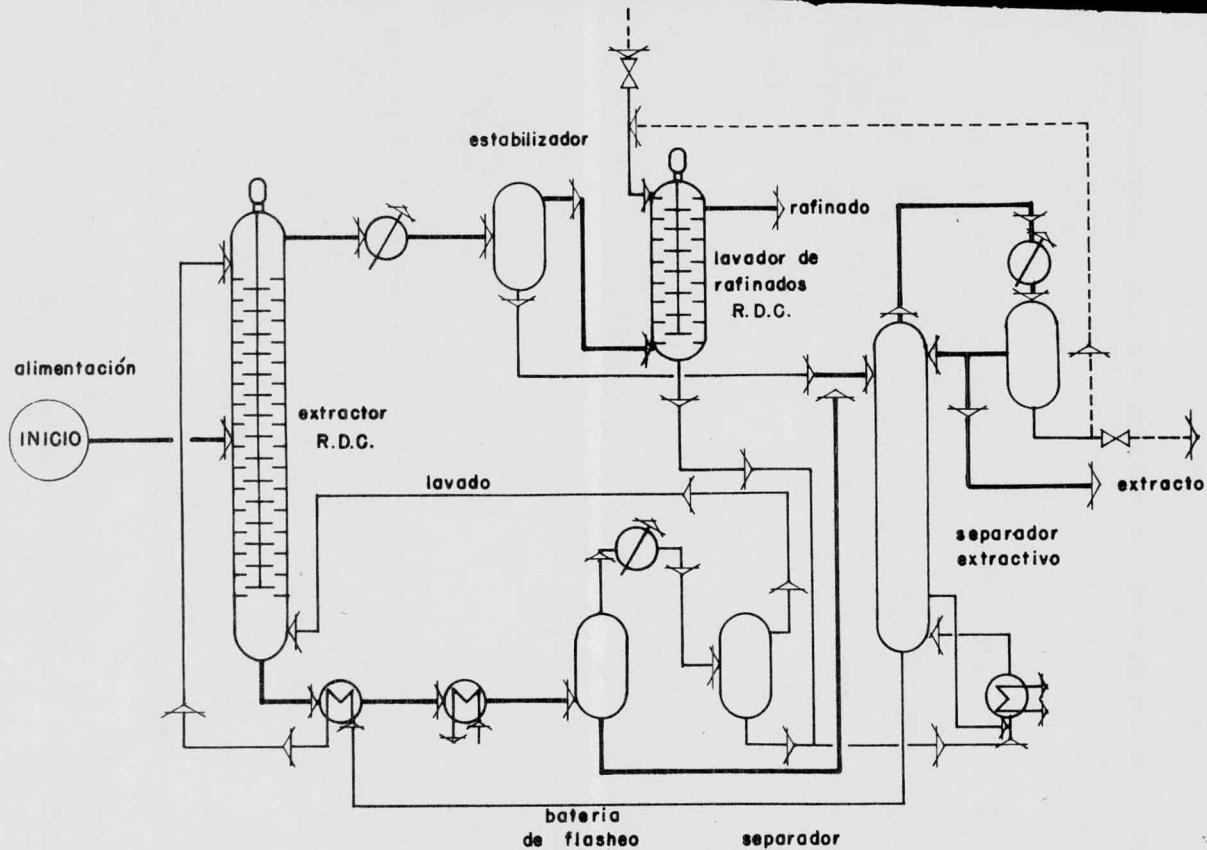 estabilizador
rafinado
lavador de
rafinados
R.D.C.
alimentación
INICIO
extractor
R.D.C.
lavado
extracto
separador
extractivo
bateria
de flasheo
separador